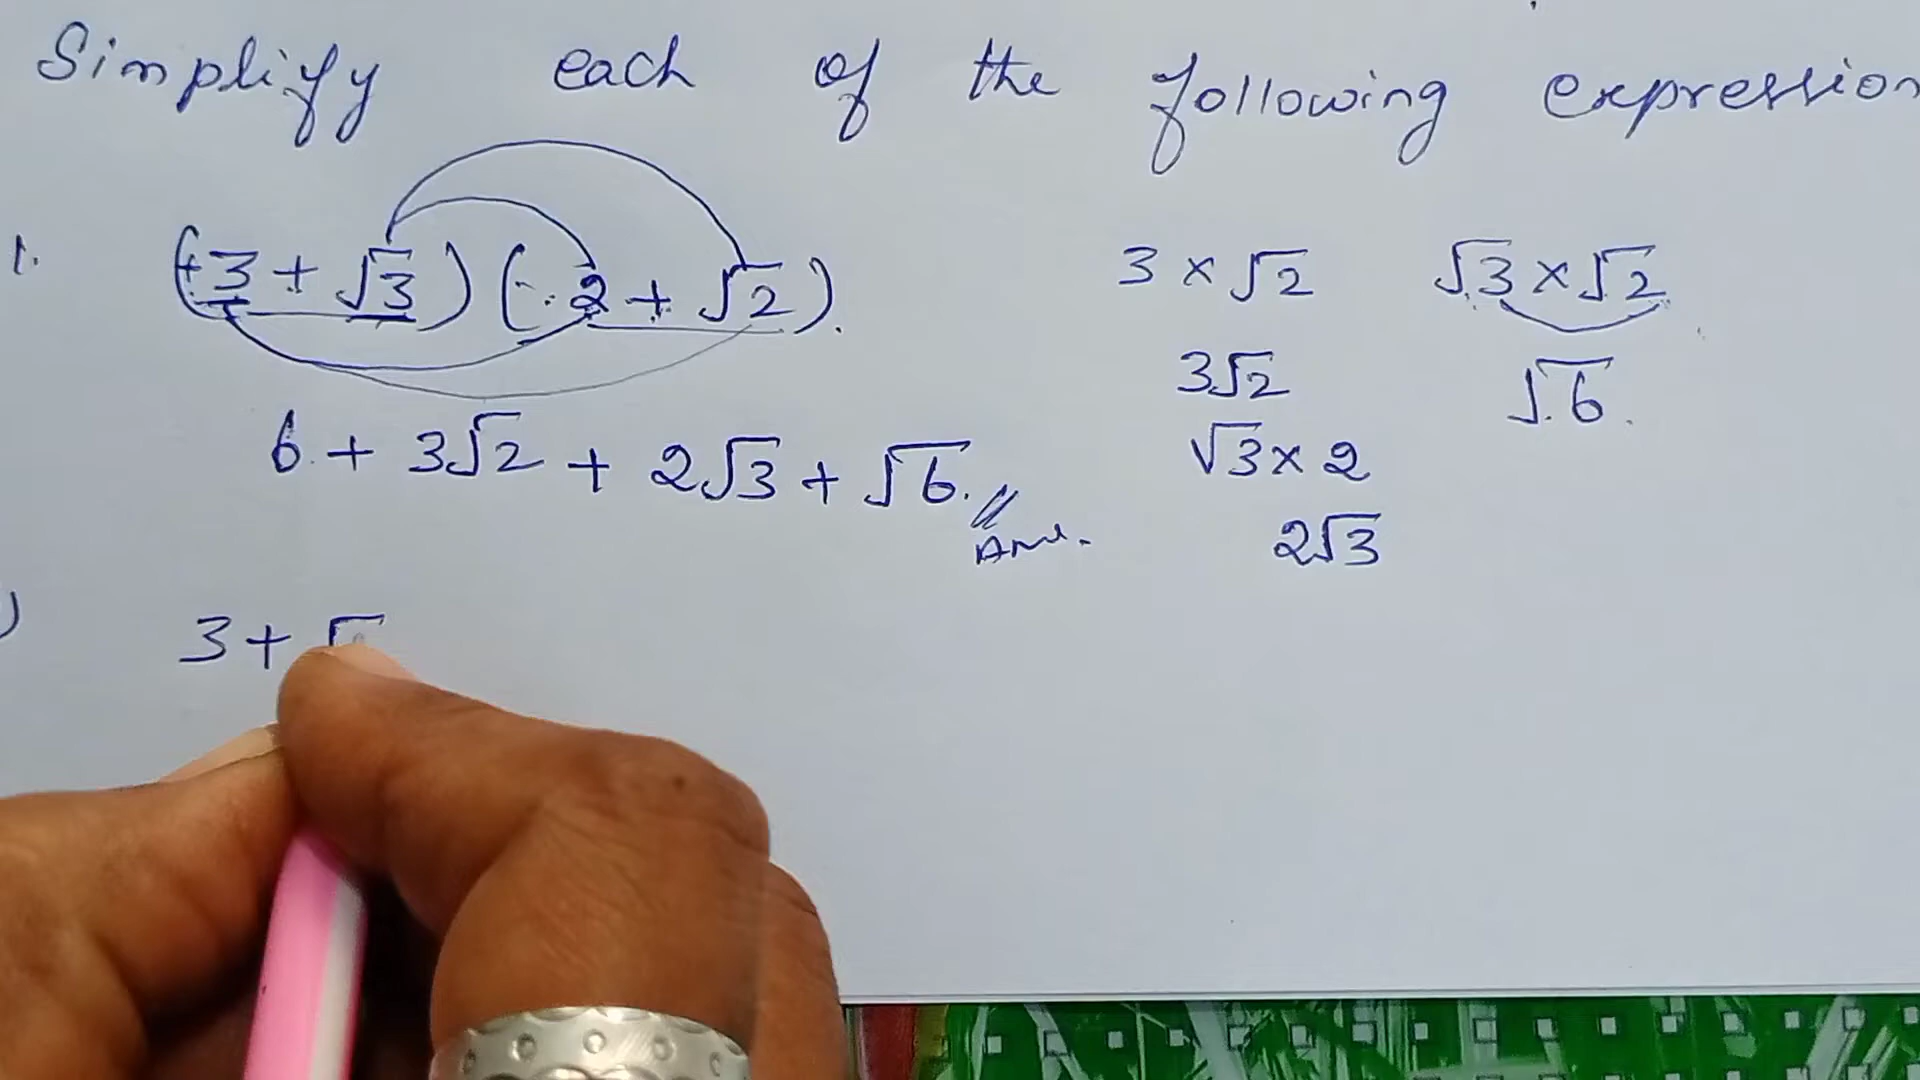 Simplify each of the following expression
1. (+3 + √3) (2 + √2).
6 + 3√2 + 2√3 + √6. // Ans.
3 × √2
3√2
√3 × 2
2√3
√3 × √2
√6.
) 3 + √